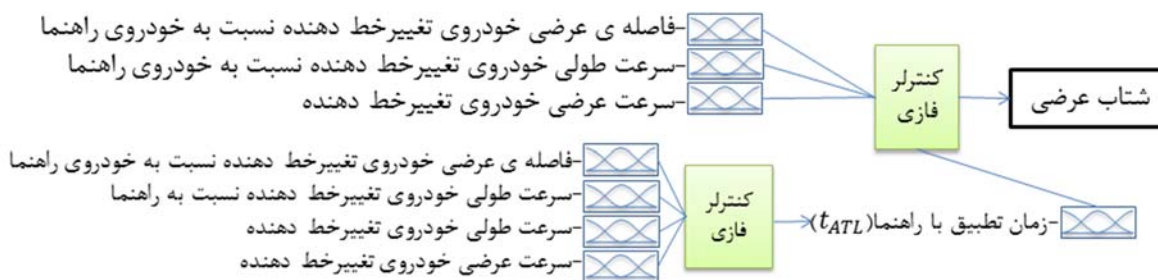 -فاصله ی عرضی خودروی تغییرخط دهنده نسبت به خودروی راهنما
-سرعت طولی خودروی تغییرخط دهنده نسبت به خودروی راهنما
-سرعت عرضی خودروی تغییرخط دهنده
کنترلر
فازی
شتاب عرضی
-فاصله ی عرضی خودروی تغییرخط دهنده نسبت به خودروی راهنما
-سرعت طولی خودروی تغییرخط دهنده نسبت به راهنما
-سرعت طولی خودروی تغییرخط دهنده
-سرعت عرضی خودروی تغییرخط دهنده
کنترلر
فازی
-زمان تطبیق با راهنما(t_ATL)